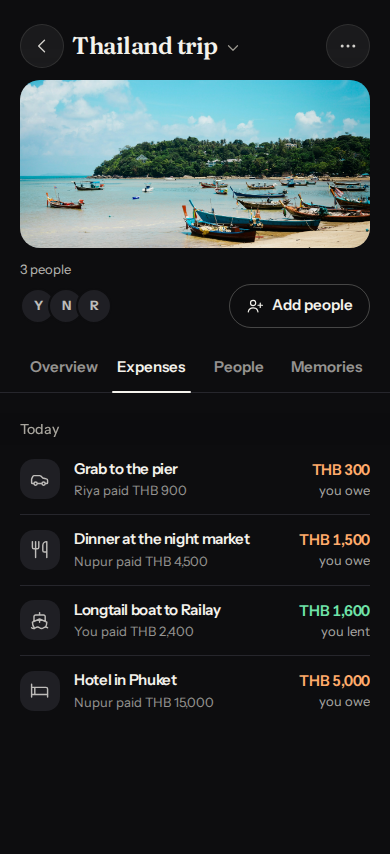 Thailand trip
3 people
Y N R
Add people
Overview Expenses People Memories
Today
Grab to the pier
THB 300
Riya paid THB 900
you owe
Dinner at the night market
THB 1,500
Nupur paid THB 4,500
you owe
Longtail boat to Railay
THB 1,600
You paid THB 2,400
you lent
Hotel in Phuket
THB 5,000
Nupur paid THB 15,000
you owe